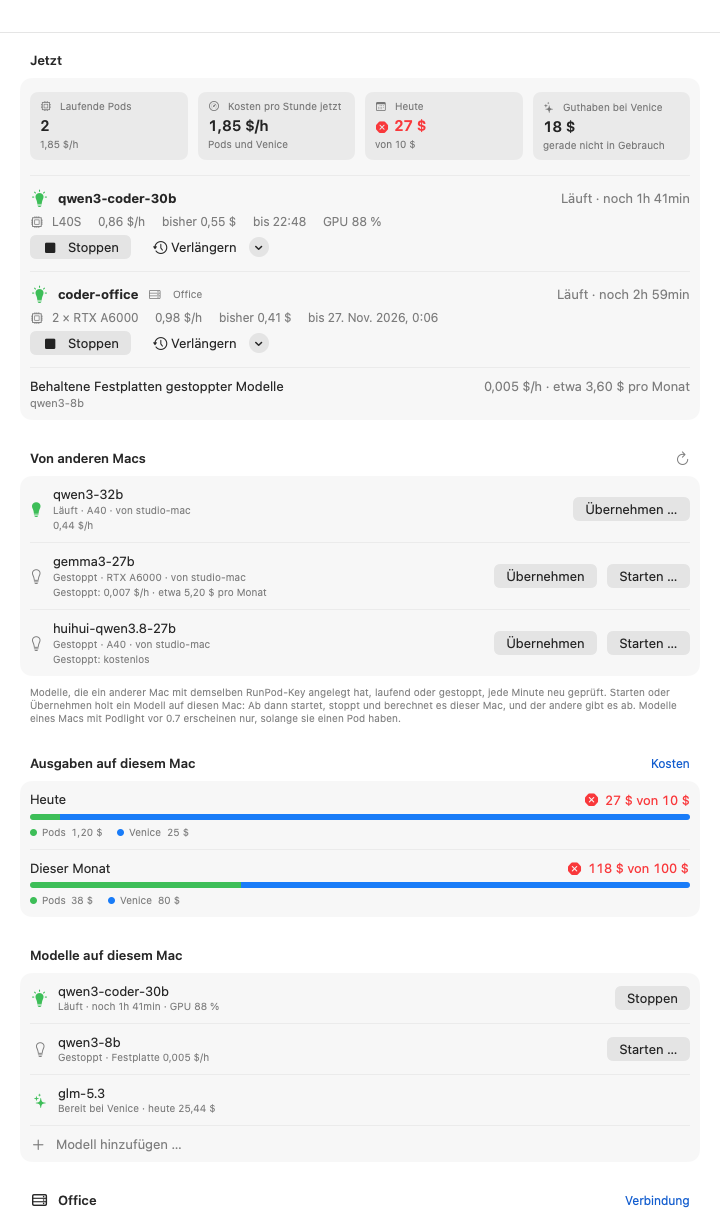 Jetzt
Laufende Pods
2
1,85 $/h
Kosten pro Stunde jetzt
1,85 $/h
Pods und Venice
Heute
27 $
von 10 $
Guthaben bei Venice
18 $
gerade nicht in Gebrauch
qwen3-coder-30b
Läuft · noch 1h 41min
L40S 0,86 $/h bisher 0,55 $ bis 22:48 GPU 88 %
Stoppen Verlängern
coder-office Office
Läuft · noch 2h 59min
2 × RTX A6000 0,98 $/h bisher 0,41 $ bis 27. Nov. 2026, 0:06
Stoppen Verlängern
Behaltene Festplatten gestoppter Modelle
0,005 $/h · etwa 3,60 $ pro Monat
qwen3-8b
Von anderen Macs
qwen3-32b
Läuft · A40 · von studio-mac
0,44 $/h
Übernehmen ...
gemma3-27b
Gestoppt · RTX A6000 · von studio-mac
Gestoppt: 0,007 $/h · etwa 5,20 $ pro Monat
Übernehmen Starten ...
huihui-qwen3.8-27b
Gestoppt · A40 · von studio-mac
Gestoppt: kostenlos
Übernehmen Starten ...
Modelle, die ein anderer Mac mit demselben RunPod-Key angelegt hat, laufend oder gestoppt, jede Minute neu geprüft. Starten oder
Übernehmen holt ein Modell auf diesen Mac: Ab dann startet, stoppt und berechnet es dieser Mac, und der andere gibt es ab. Modelle
eines Macs mit Podlight vor 0.7 erscheinen nur, solange sie einen Pod haben.
Ausgaben auf diesem Mac
Kosten
Heute
27 $ von 10 $
Pods 1,20 $ Venice 25 $
Dieser Monat
118 $ von 100 $
Pods 38 $ Venice 80 $
Modelle auf diesem Mac
qwen3-coder-30b
Läuft · noch 1h 41min · GPU 88 %
Stoppen
qwen3-8b
Gestoppt · Festplatte 0,005 $/h
Starten ...
glm-5.3
Bereit bei Venice · heute 25,44 $
Modell hinzufügen ...
Office
Verbindung